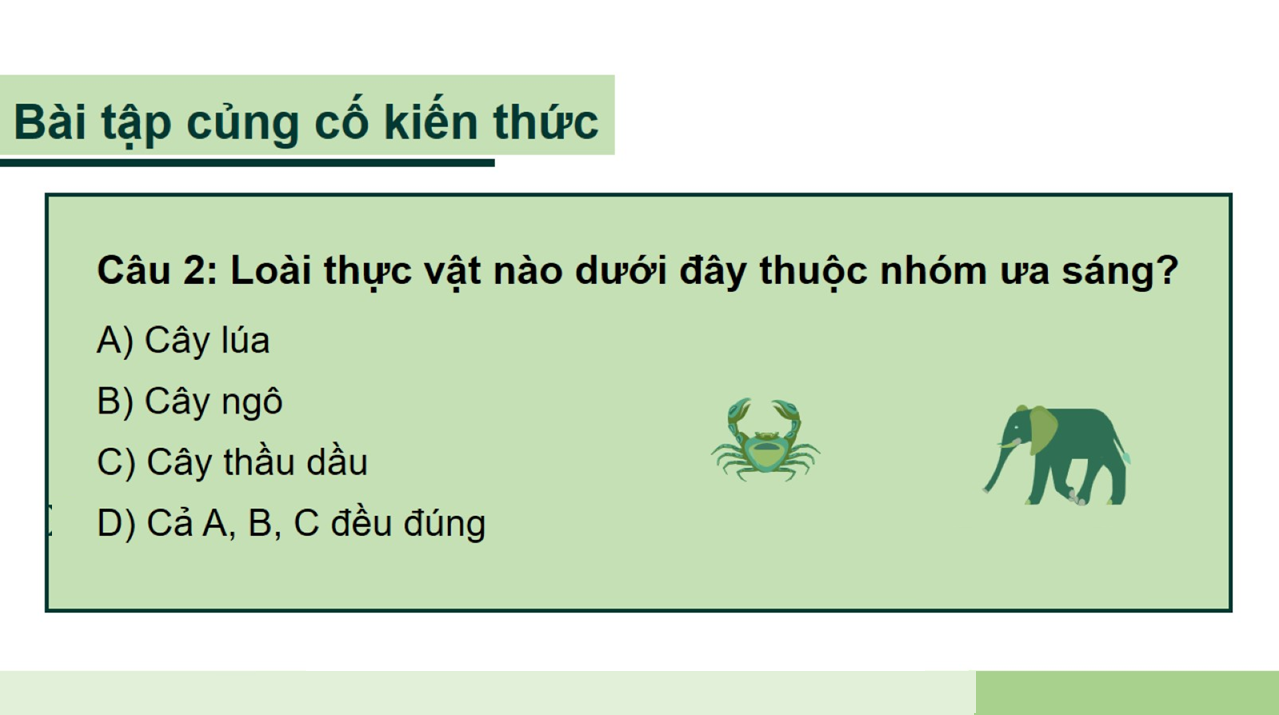 Bài tập củng cố kiến thức
Câu 2: Loài thực vật nào dưới đây thuộc nhóm ưa sáng?
A) Cây lúa
B) Cây ngô
C) Cây thầu dầu
D) Cả A, B, C đều đúng